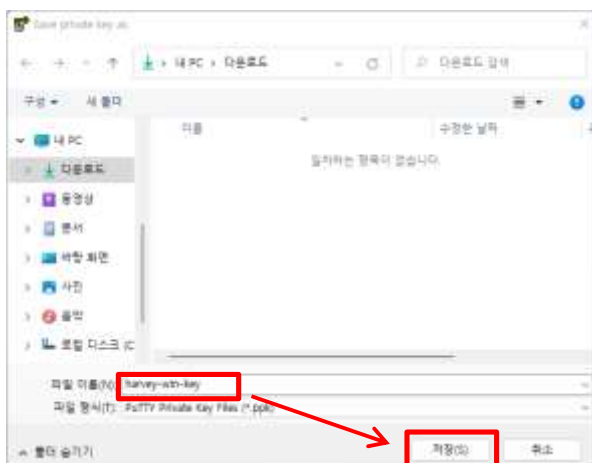 Save private key as:
내 PC › 다운로드
다운로드 검색
구성 새 폴더
이름 수정한 날짜
일치하는 항목이 없습니다.
내 PC
다운로드
동영상
문서
바탕 화면
사진
음악
로컬 디스크 (C
파일 이름(N): harvey-win-key
파일 형식(T): PuTTY Private Key Files (*.ppk)
폴더 숨기기 저장(S) 취소